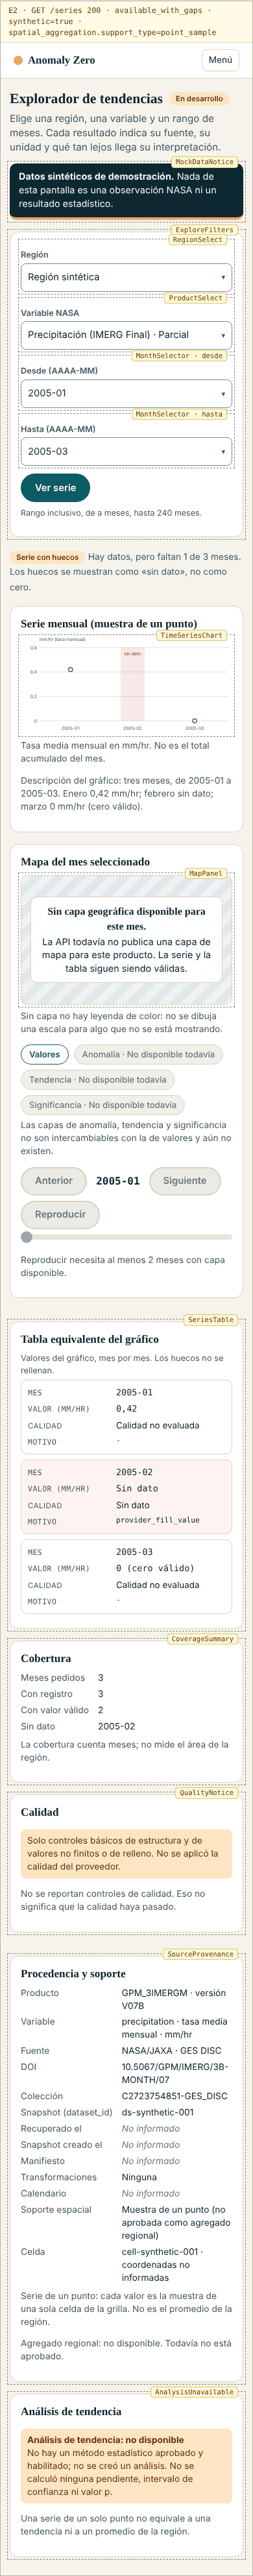 E2 · GET /series 200 · available_with_gaps ·
synthetic=true ·
spatial_aggregation.support_type=point_sample
Anomaly Zero
Menú
Explorador de tendencias
En desarrollo
Elige una región, una variable y un rango de
meses. Cada resultado indica su fuente, su
unidad y qué tan lejos llega su interpretación.
MockDataNotice
Datos sintéticos de demostración. Nada de
esta pantalla es una observación NASA ni un
resultado estadístico.
ExploreFilters
RegionSelect
Región
Región sintética
ProductSelect
Variable NASA
Precipitación (IMERG Final) · Parcial
MonthSelector · desde
Desde (AAAA-MM)
2005-01
MonthSelector · hasta
Hasta (AAAA-MM)
2005-03
Ver serie
Rango inclusivo, de a meses, hasta 240 meses.
Serie con huecos Hay datos, pero faltan 1 de 3 meses.
Los huecos se muestran como «sin dato», no como
cero.
Serie mensual (muestra de un punto)
TimeSeriesChart
mm/hr (tasa mensual)
0,6
sin dato
0,4
0,2
0
2005-01
2005-02
2005-03
Tasa media mensual en mm/hr. No es el total
acumulado del mes.
Descripción del gráfico: tres meses, de 2005-01 a
2005-03. Enero 0,42 mm/hr; febrero sin dato;
marzo 0 mm/hr (cero válido).
Mapa del mes seleccionado
MapPanel
Sin capa geográfica disponible para
este mes.
La API todavía no publica una capa de
mapa para este producto. La serie y la
tabla siguen siendo válidas.
Sin capa no hay leyenda de color: no se dibuja
una escala para algo que no se está mostrando.
Valores
Anomalía · No disponible todavía
Tendencia · No disponible todavía
Significancia · No disponible todavía
Las capas de anomalía, tendencia y significancia
no son intercambiables con la de valores y aún no
existen.
Anterior
2005-01
Siguiente
Reproducir
Reproducir necesita al menos 2 meses con capa
disponible.
SeriesTable
Tabla equivalente del gráfico
Valores del gráfico, mes por mes. Los huecos no se
rellenan.
MES 2005-01
VALOR (MM/HR) 0,42
CALIDAD Calidad no evaluada
MOTIVO -
MES 2005-02
VALOR (MM/HR) Sin dato
CALIDAD Sin dato
MOTIVO provider_fill_value
MES 2005-03
VALOR (MM/HR) 0 (cero válido)
CALIDAD Calidad no evaluada
MOTIVO -
CoverageSummary
Cobertura
Meses pedidos 3
Con registro 3
Con valor válido 2
Sin dato 2005-02
La cobertura cuenta meses; no mide el área de la
región.
QualityNotice
Calidad
Solo controles básicos de estructura y de
valores no finitos o de relleno. No se aplicó la
calidad del proveedor.
No se reportan controles de calidad. Eso no
significa que la calidad haya pasado.
SourceProvenance
Procedencia y soporte
Producto GPM_3IMERGM · versión
V07B
Variable precipitation · tasa media
mensual · mm/hr
Fuente NASA/JAXA · GES DISC
DOI 10.5067/GPM/IMERG/3B-
MONTH/07
Colección C2723754851-GES_DISC
Snapshot (dataset_id) ds-synthetic-001
Recuperado el No informado
Snapshot creado el No informado
Manifiesto No informado
Transformaciones Ninguna
Calendario No informado
Soporte espacial Muestra de un punto (no
aprobada como agregado
regional)
Celda cell-synthetic-001 ·
coordenadas no
informadas
Serie de un punto: cada valor es la muestra de
una sola celda de la grilla. No es el promedio de la
región.
Agregado regional: no disponible. Todavía no está
aprobado.
AnalysisUnavailable
Análisis de tendencia
Análisis de tendencia: no disponible
No hay un método estadístico aprobado y
habilitado; no se creó un análisis. No se
calculó ninguna pendiente, intervalo de
confianza ni valor p.
Una serie de un solo punto no equivale a una
tendencia ni a un promedio de la región.